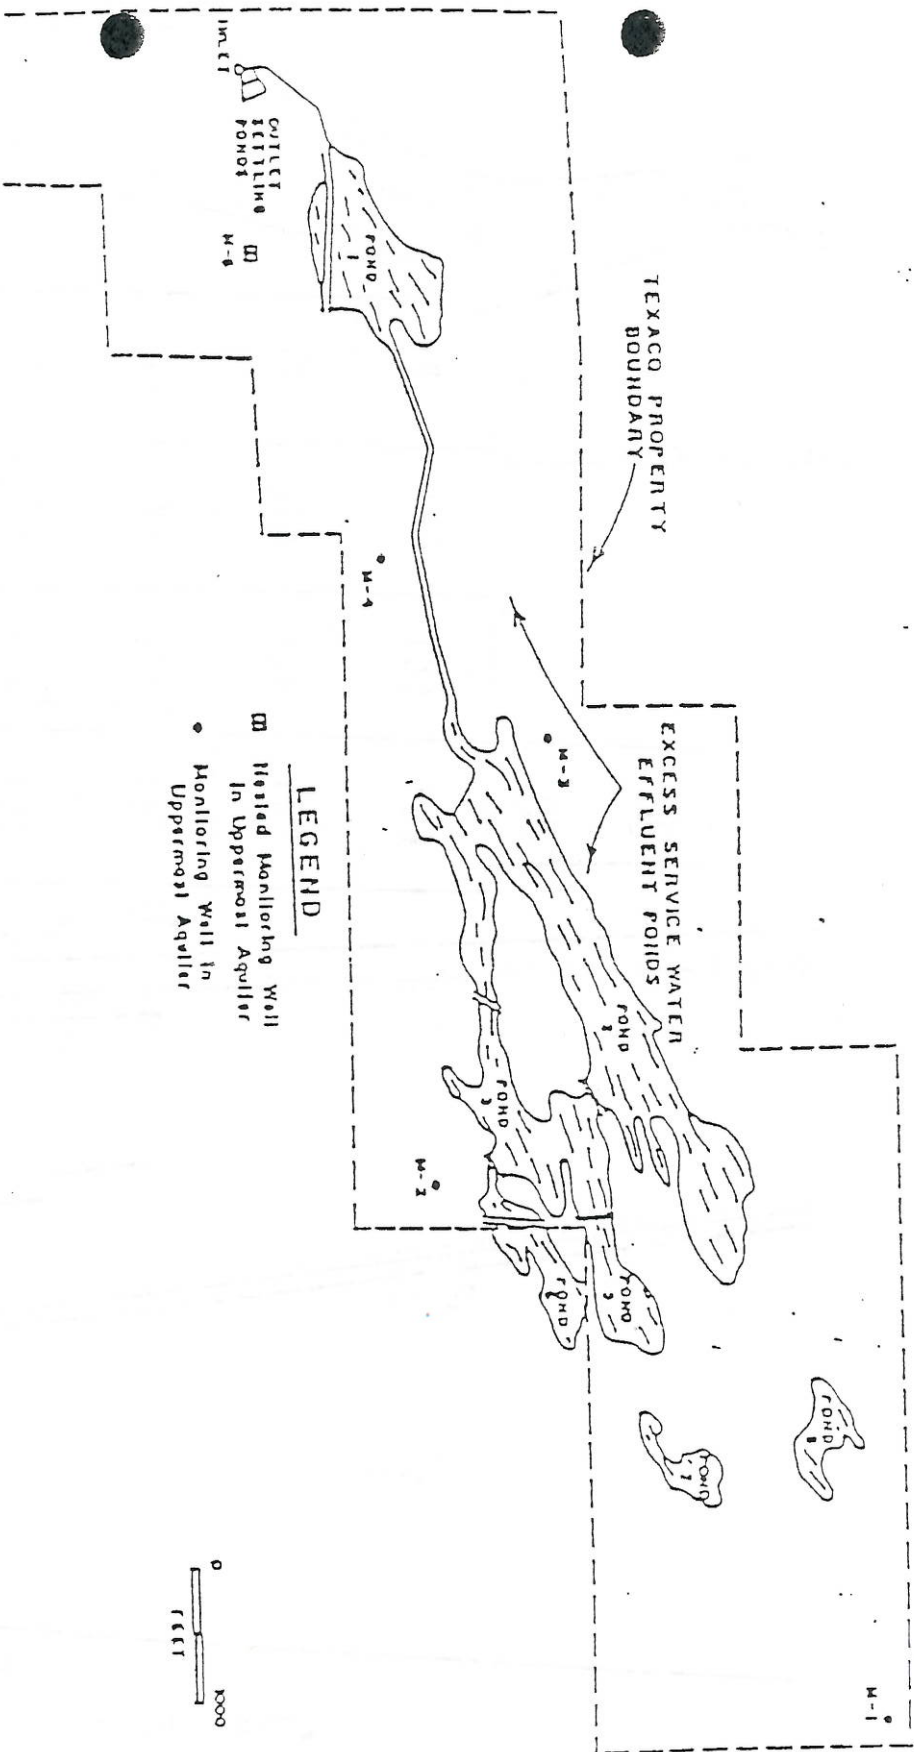 TEXACO PROPERTY
BOUNDARY
EXCESS SERVICE WATER
EFFLUENT PONDS
INLET
OUTLET
SETTLING
PONDS
POND
1
M-4
M-3
POND
POND
3
M-2
POND
POND
POND
POND
M-1
LEGEND
Nested Monitoring Well
In Uppermost Aquifer
Monitoring Well in
Uppermost Aquifer
0
1000
FEET